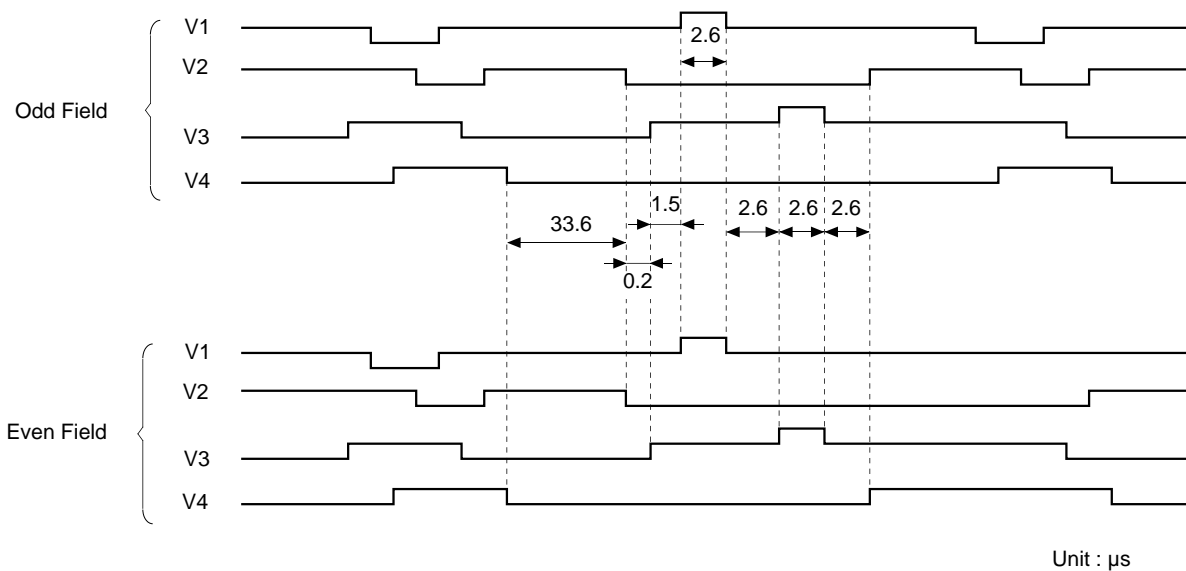 V1
2.6
V2
Odd Field
V3
V4
1.5
2.6 2.6 2.6
33.6
0.2
V1
V2
Even Field
V3
V4
Unit : μs